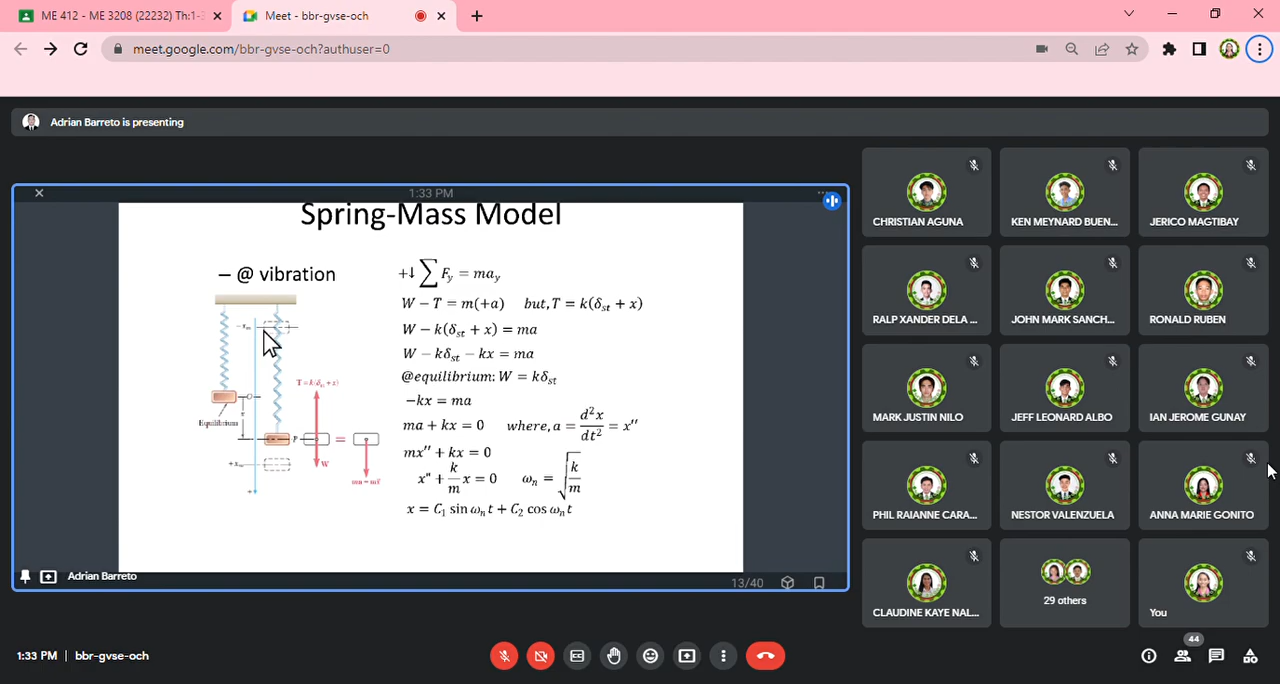 ME 412 - ME 3208 (22232) Th:1-3
Meet - bbr-gvse-och
meet.google.com/bbr-gvse-och?authuser=0
Adrian Barreto is presenting
1:33 PM
Spring-Mass Model
– @ vibration
+↓ ∑ F_y = ma_y
W − T = m(+a) but, T = k(δ_st + x)
W − k(δ_st + x) = ma
W − kδ_st − kx = ma
@equilibrium: W = kδ_st
−kx = ma
ma + kx = 0 where, a = d²x/dt² = x''
mx'' + kx = 0
x" + k/m x = 0 ω_n = √(k/m)
x = C_1 sin ω_n t + C_2 cos ω_n t
−x_m
T = k(δ_st + x)
O
Equilibrium
x
P
=
+x_m
W
+
Adrian Barreto
13/40
CHRISTIAN AGUNA
KEN MEYNARD BUEN...
JERICO MAGTIBAY
RALP XANDER DELA ...
JOHN MARK SANCH...
RONALD RUBEN
MARK JUSTIN NILO
JEFF LEONARD ALBO
IAN JEROME GUNAY
PHIL RAIANNE CARA...
NESTOR VALENZUELA
ANNA MARIE GONITO
CLAUDINE KAYE NAL...
29 others
You
1:33 PM | bbr-gvse-och
44